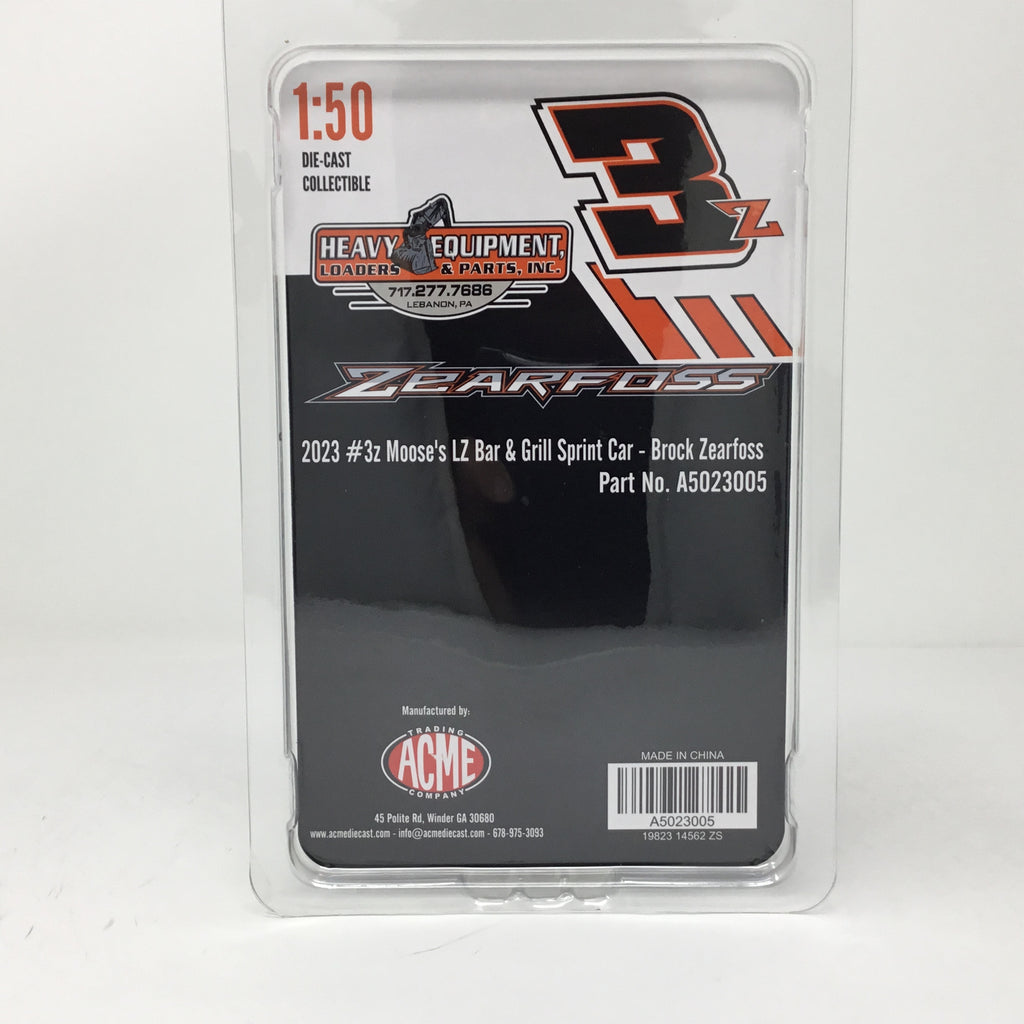 1:50
DIE-CAST
COLLECTIBLE
3
Z
HEAVY EQUIPMENT,
LOADERS & PARTS, INC.
717.277.7686
LEBANON, PA
ZEARFOSS
2023 #3z Moose's LZ Bar & Grill Sprint Car - Brock Zearfoss
Part No. A5023005
Manufactured by:
TRADING
ACME
COMPANY
45 Polite Rd, Winder GA 30680
www.acmediecast.com - info@acmediecast.com - 678-975-3093
MADE IN CHINA
A5023005
19823 14562 ZS